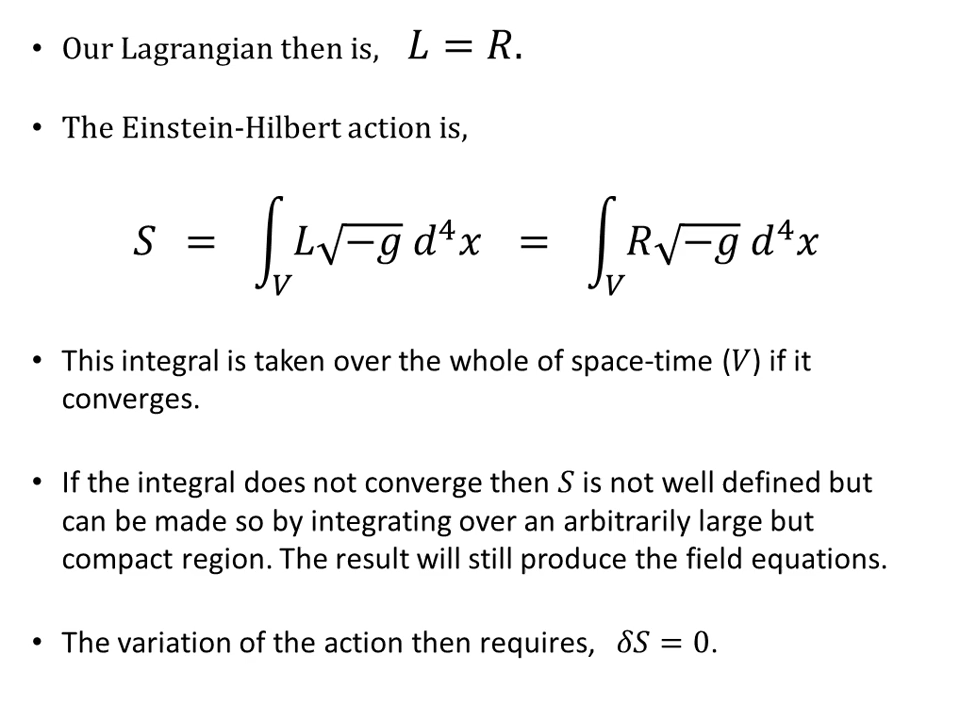 • Our Lagrangian then is, L = R.
• The Einstein-Hilbert action is,
S = ∫_V L√−g d⁴x = ∫_V R√−g d⁴x
• This integral is taken over the whole of space-time (V) if it
converges.
• If the integral does not converge then S is not well defined but
can be made so by integrating over an arbitrarily large but
compact region. The result will still produce the field equations.
• The variation of the action then requires, δS = 0.